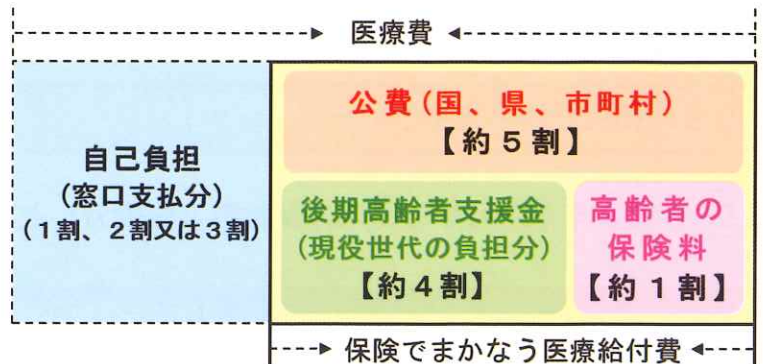 医療費
自己負担
(窓口支払分)
(1割、2割又は3割)
公費(国、県、市町村)
【約5割】
後期高齢者支援金
(現役世代の負担分)
【約4割】
高齢者の
保険料
【約1割】
保険でまかなう医療給付費